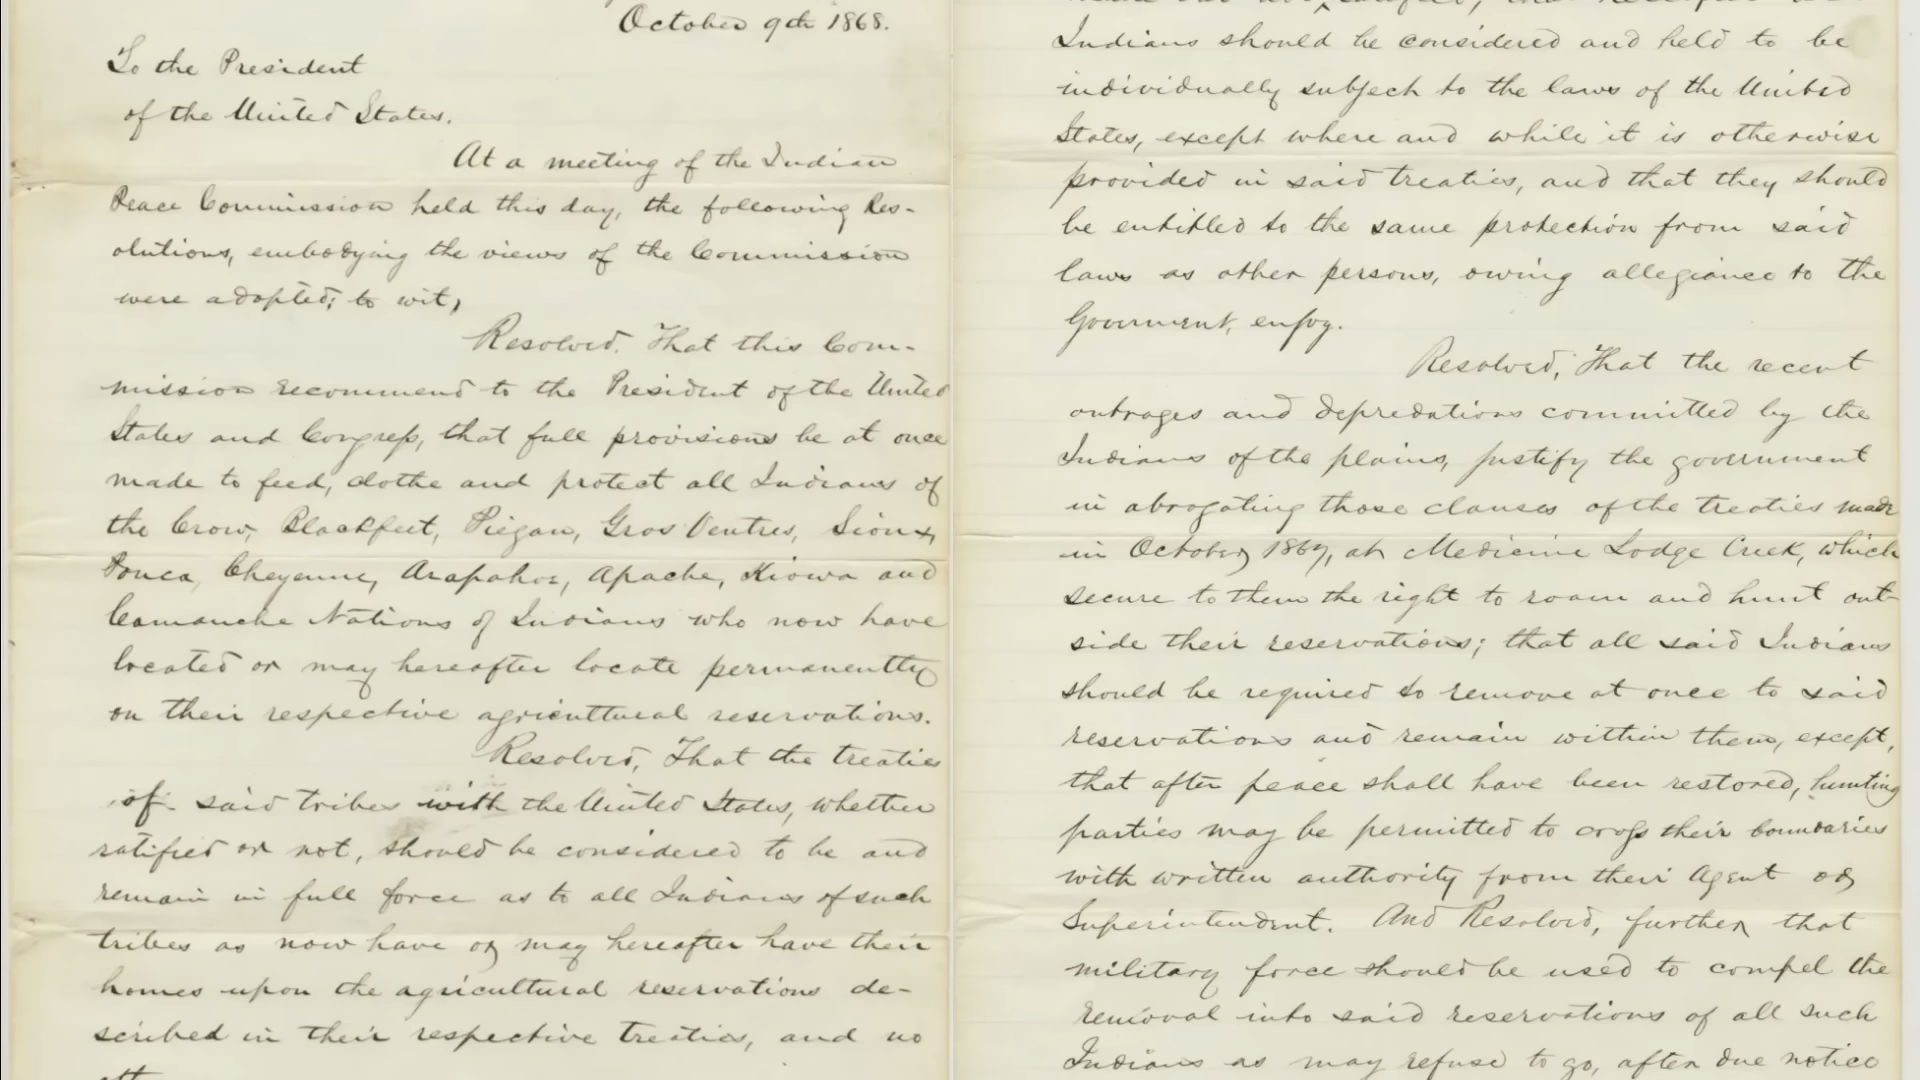 October 9th 1868.
To the President
of the United States.
At a meeting of the Indian
Peace Commission held this day, the following Res-
olutions, embodying the views of the Commission
were adopted; to wit,
Resolved. That this Com-
mission recommend to the President of the United
States and Congress, that full provisions be at once
made to feed, clothe and protect all Indians of
the Crow, Blackfeet, Piegan, Gros Ventres, Sioux,
Ponca, Cheyenne, Arapahoe, Apache, Kiowa and
Camanche Nations of Indians who now have
located or may hereafter locate permanently
on their respective agricultural reservations.
Resolved, That the treaties
of said tribes with the United States, whether
ratified or not, should be considered to be and
remain in full force as to all Indians of such
tribes as now have or may hereafter have their
homes upon the agricultural reservations de-
scribed in their respective treaties, and no
Indians should be considered and held to be
individually subject to the laws of the United
States, except where and while it is otherwise
provided in said treaties, and that they should
be entitled to the same protection from said
laws as other persons, owing allegiance to the
Government, enjoy.
Resolved, That the recent
outrages and depredations committed by the
Indians of the plains, justify the government
in abrogating those clauses of the treaties made
in October 1867, at Medicine Lodge Creek, which
secure to them the right to roam and hunt out-
side their reservations; that all said Indians
should be required to remove at once to said
reservations and remain within them, except,
that after peace shall have been restored, hunting
parties may be permitted to cross their boundaries
with written authority from their Agent or
Superintendent. And Resolved, further that
military force should be used to compel the
removal into said reservations of all such
Indians as may refuse to go, after due notice